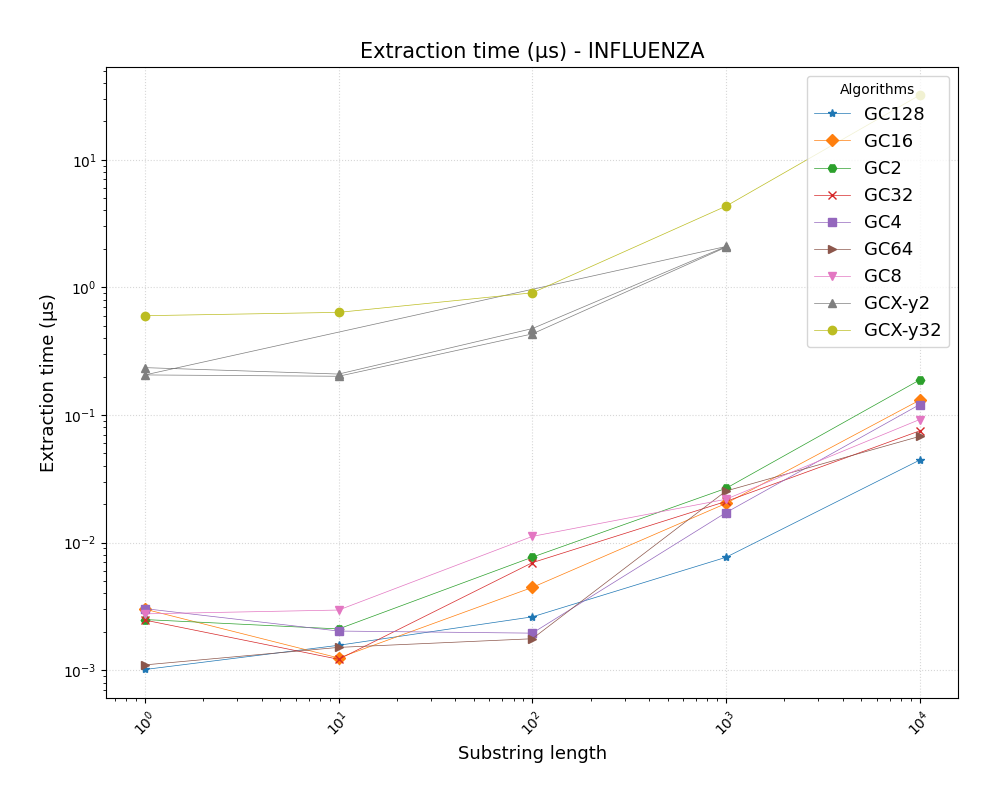 Extraction time (μs) - INFLUENZA
Extraction time (μs)
10¹
10⁰
10⁻¹
10⁻²
10⁻³
Algorithms
GC128
GC16
GC2
GC32
GC4
GC64
GC8
GCX-y2
GCX-y32
10⁰
10¹
10²
10³
10⁴
Substring length